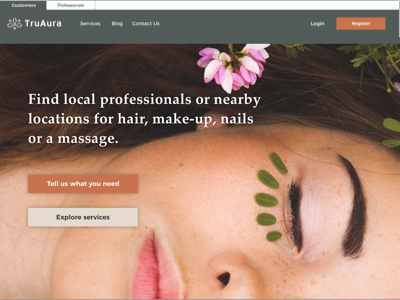 Customers
Professionals
TruAura
Services
Blog
Contact Us
Login
Register
Find local professionals or nearby
locations for hair, make-up, nails
or a massage.
Tell us what you need
Explore services